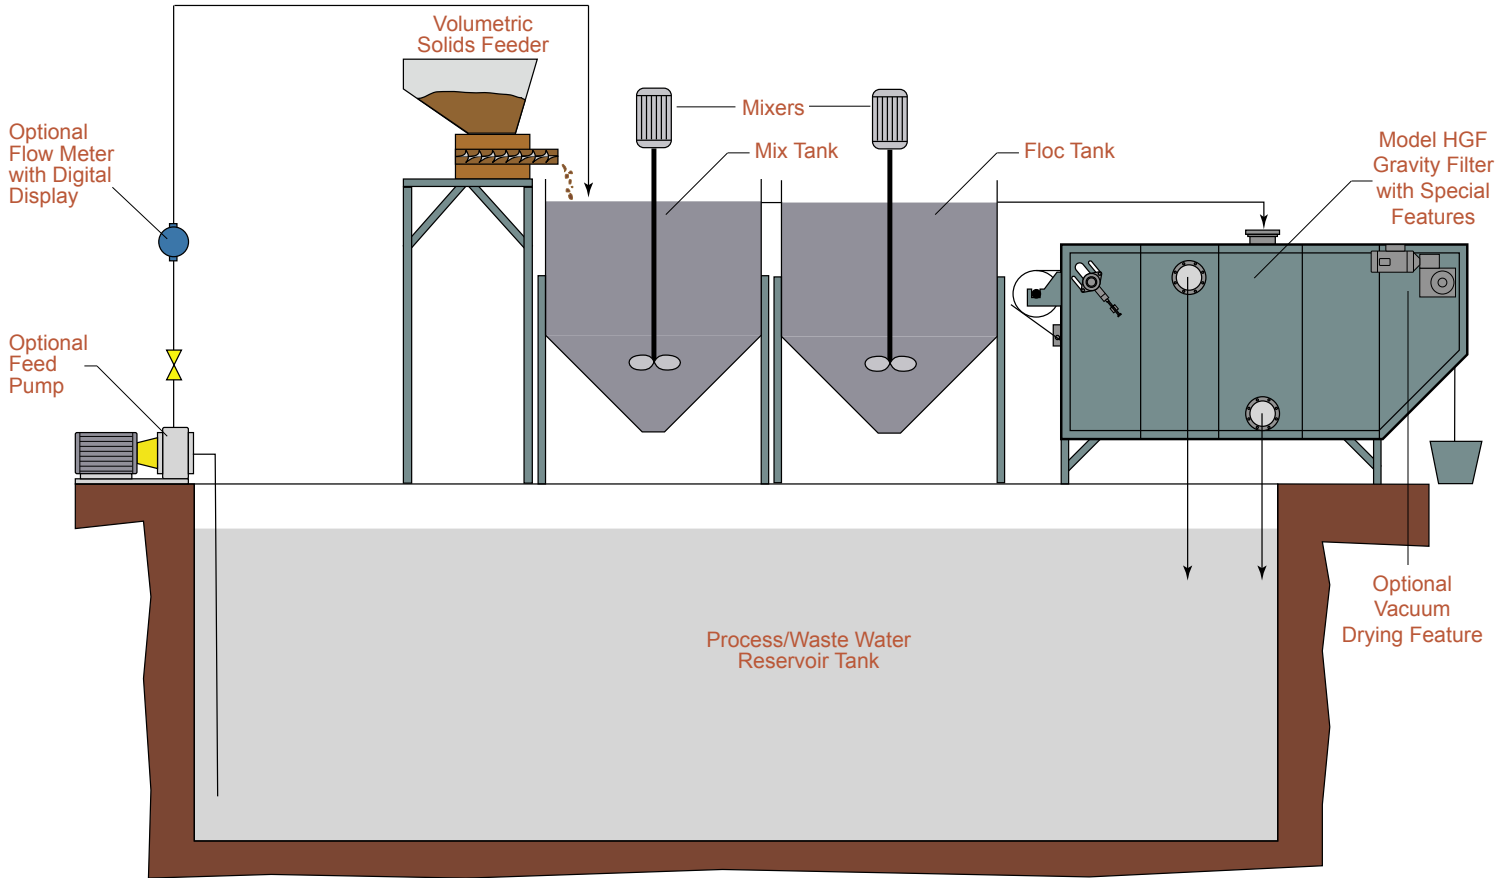 Volumetric
Solids Feeder
Optional
Flow Meter
with Digital
Display
Mixers
Mix Tank
Floc Tank
Model HGF
Gravity Filter
with Special
Features
Optional
Feed
Pump
Optional
Vacuum
Drying Feature
Process/Waste Water
Reservoir Tank